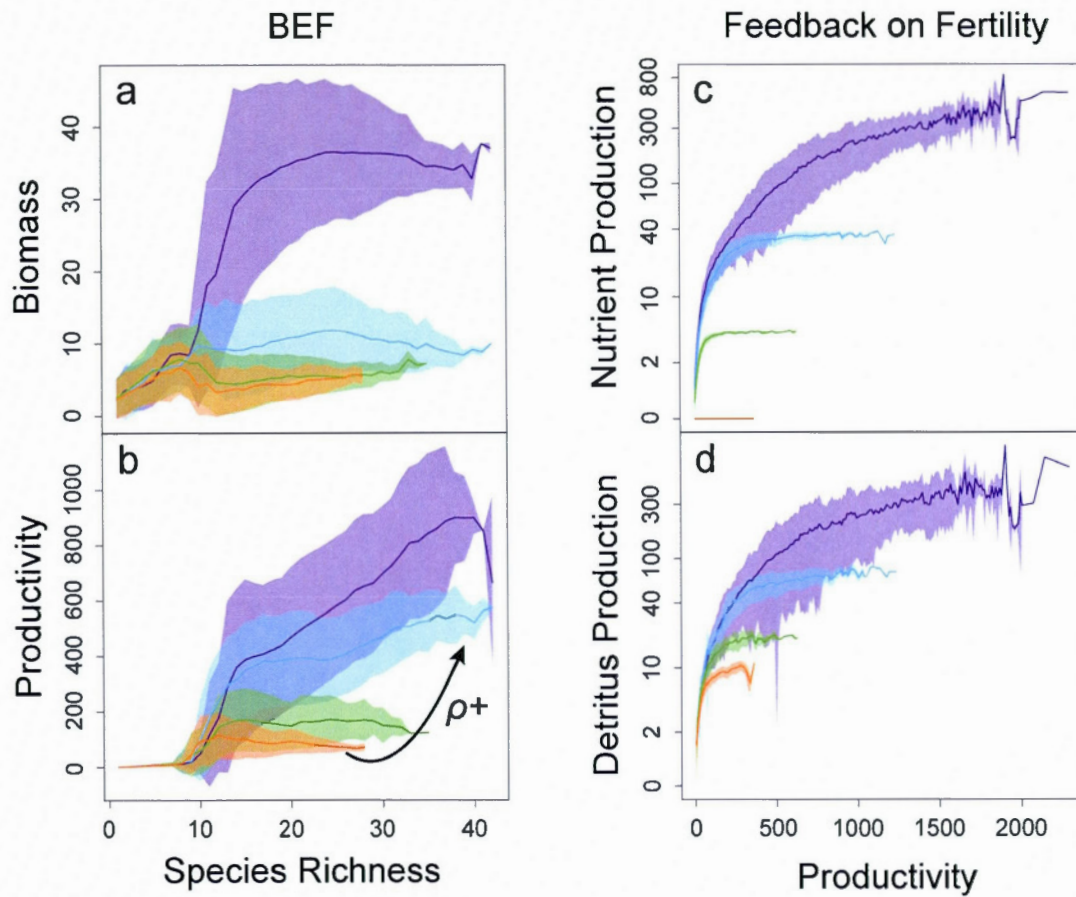 BEF
Feedback on Fertility
a
Biomass
0
10
20
30
40
b
Productivity
0
200
400
600
800
1000
ρ+
0
10
20
30
40
Species Richness
c
Nutrient Production
0
2
10
40
100
300
800
d
Detritus Production
0
2
10
40
100
300
0
500
1000
1500
2000
Productivity